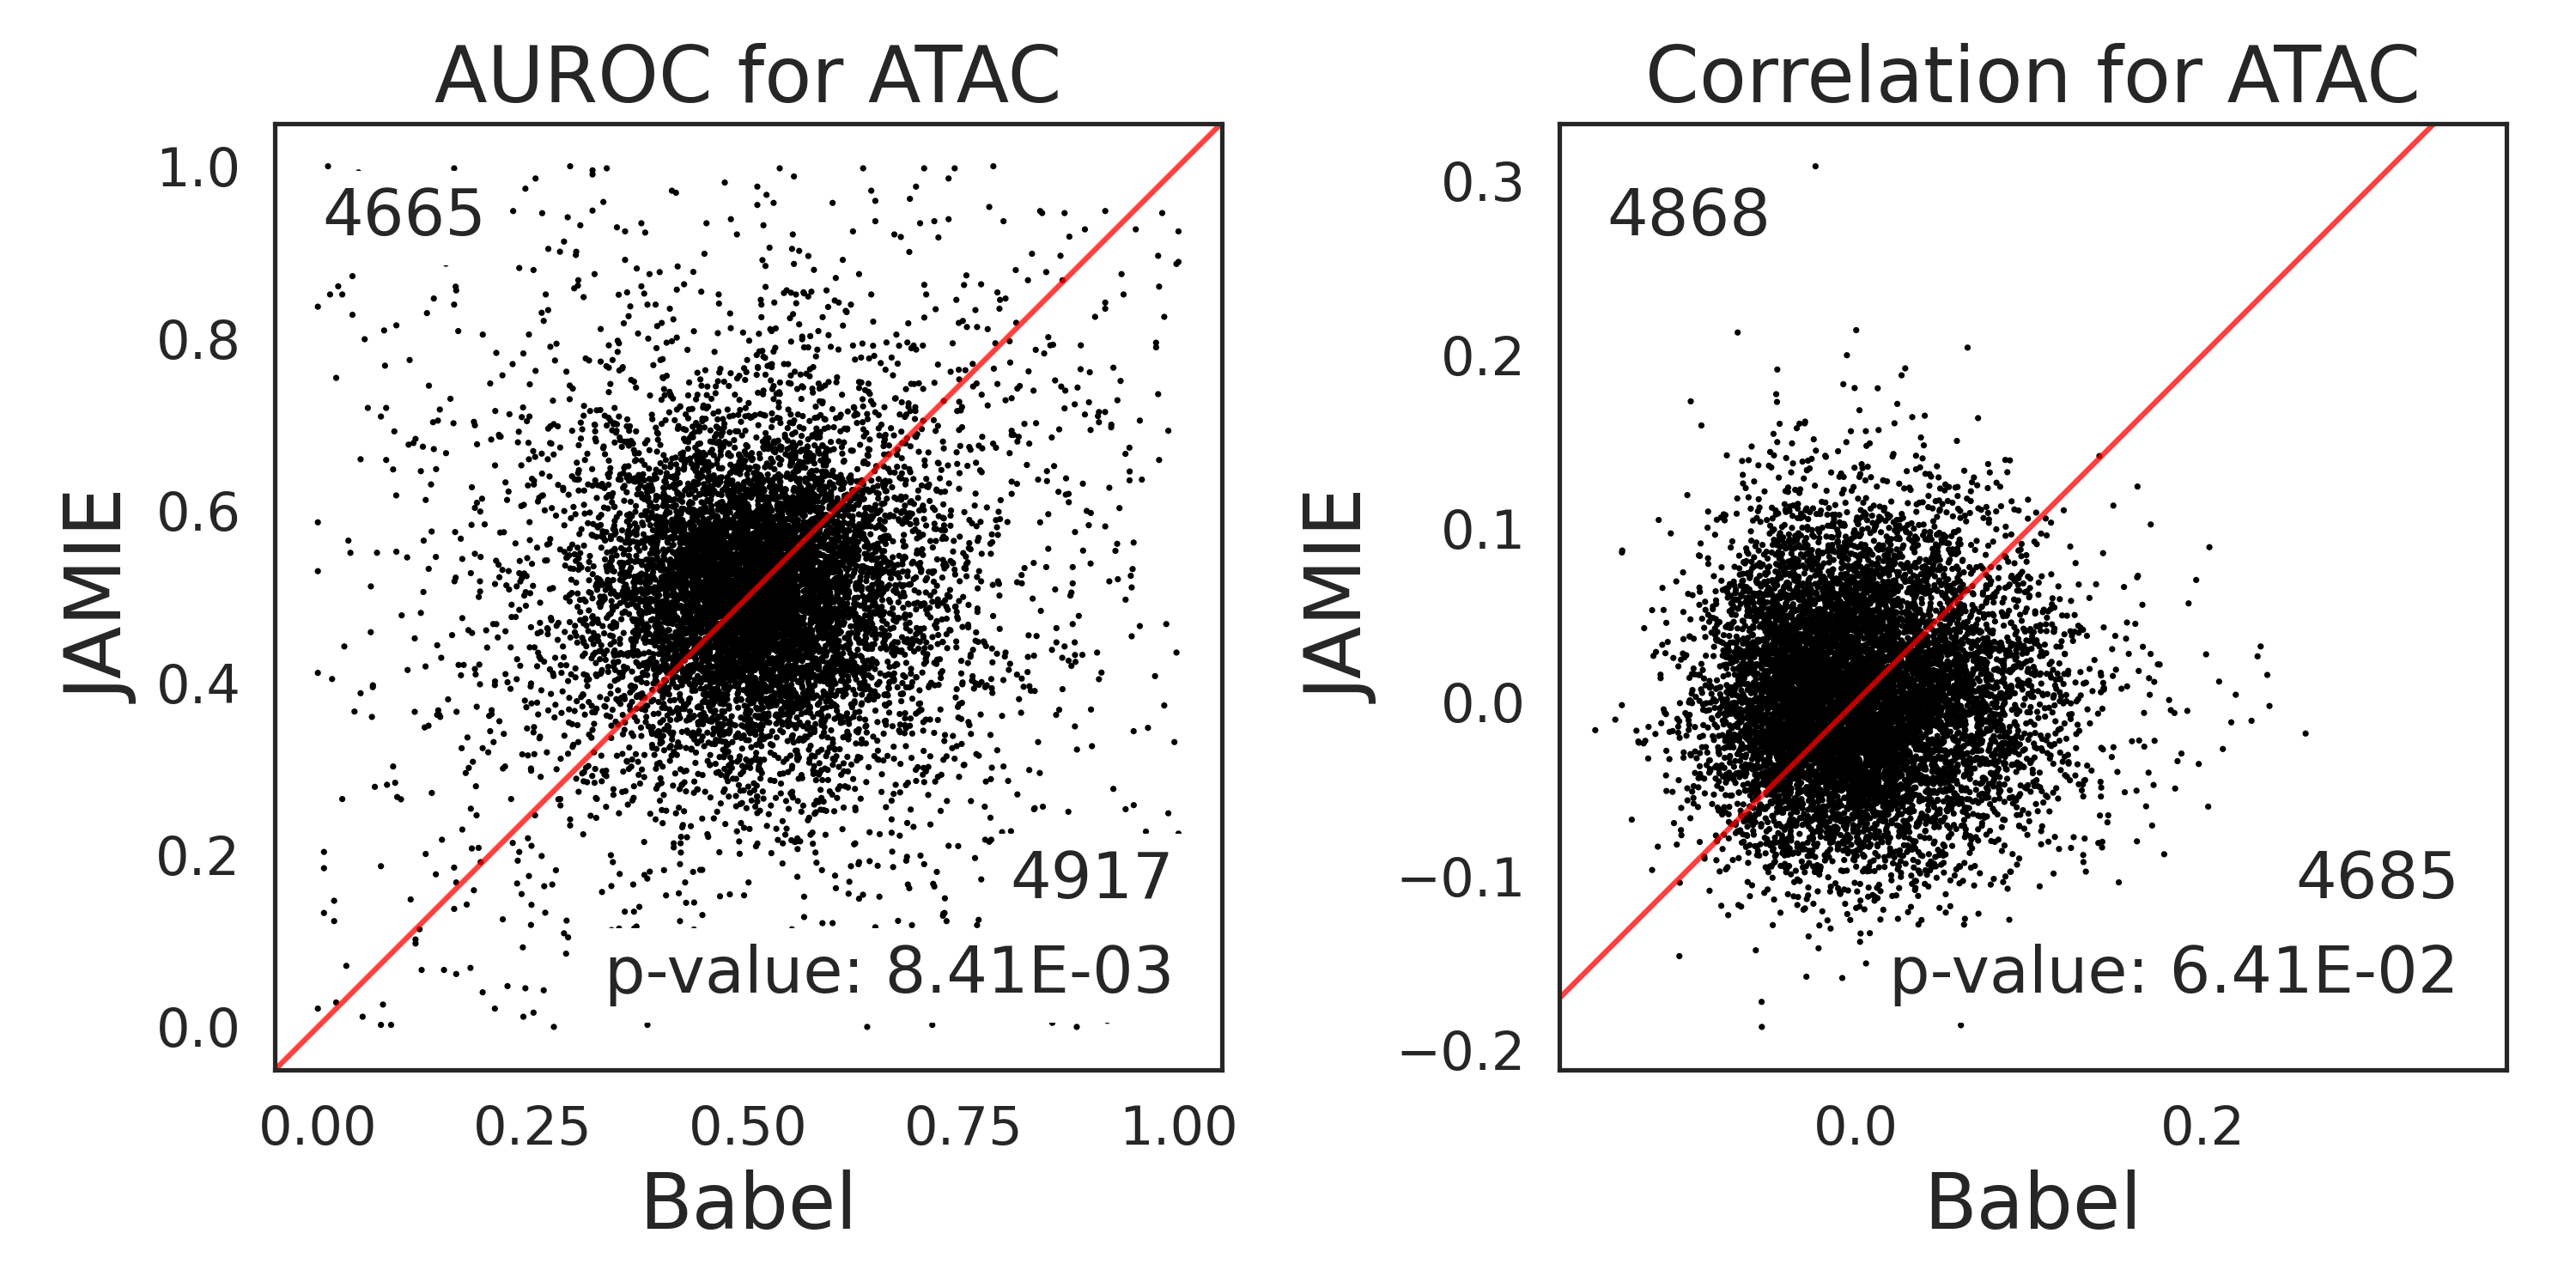 AUROC for ATAC
1.0
0.8
0.6
0.4
0.2
0.0
JAMIE
4665
4917
p-value: 8.41E-03
0.00 0.25 0.50 0.75 1.00
Babel
Correlation for ATAC
0.3
0.2
0.1
0.0
−0.1
−0.2
JAMIE
4868
4685
p-value: 6.41E-02
0.0 0.2
Babel